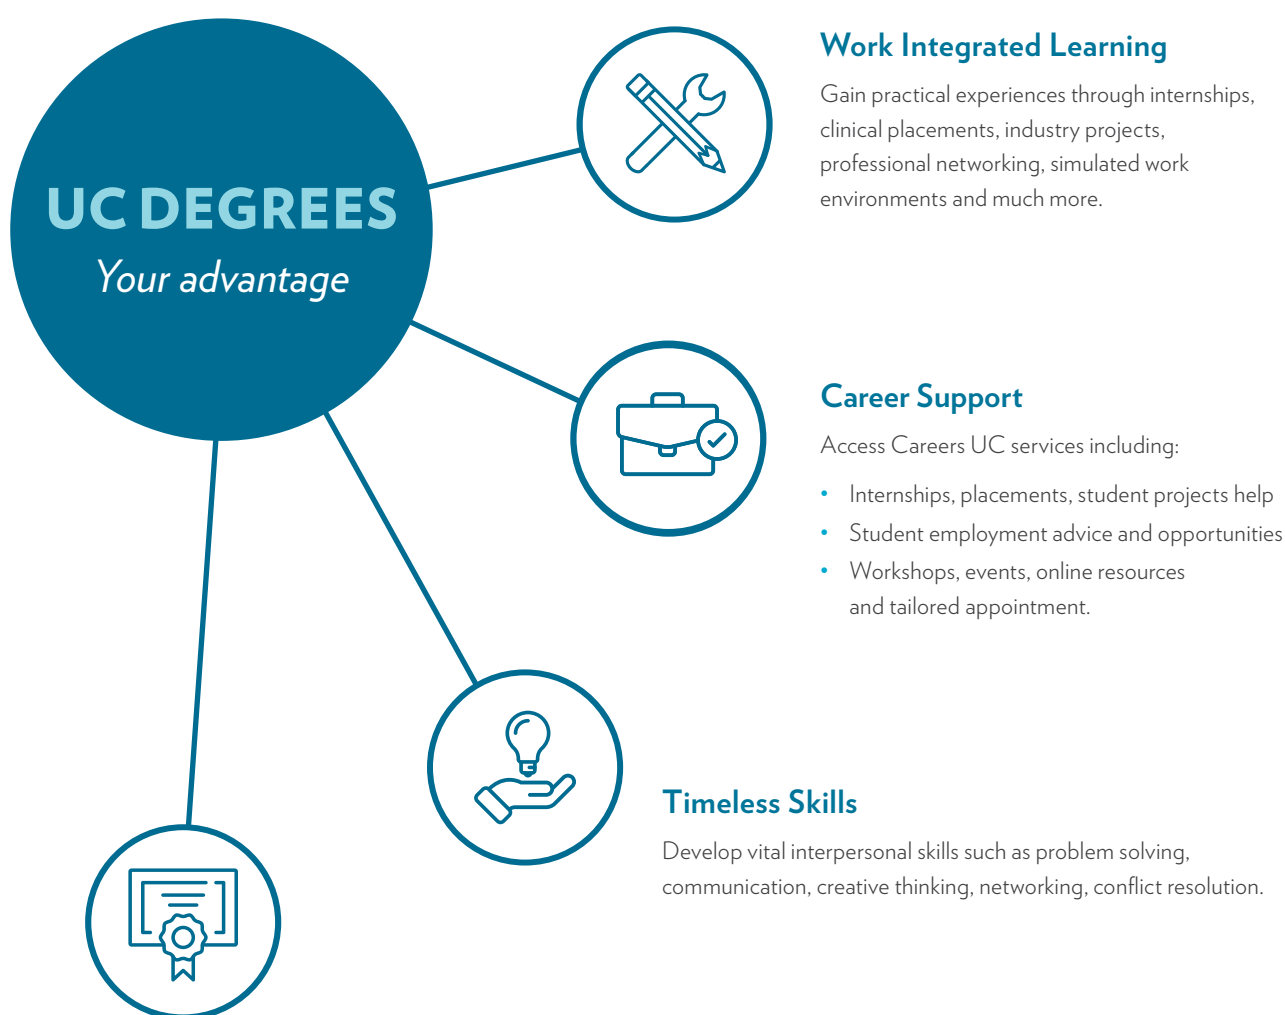 UC DEGREES
Your advantage
Work Integrated Learning
Gain practical experiences through internships,
clinical placements, industry projects,
professional networking, simulated work
environments and much more.
Career Support
Access Careers UC services including:
• Internships, placements, student projects help
• Student employment advice and opportunities
• Workshops, events, online resources
and tailored appointment.
Timeless Skills
Develop vital interpersonal skills such as problem solving,
communication, creative thinking, networking, conflict resolution.